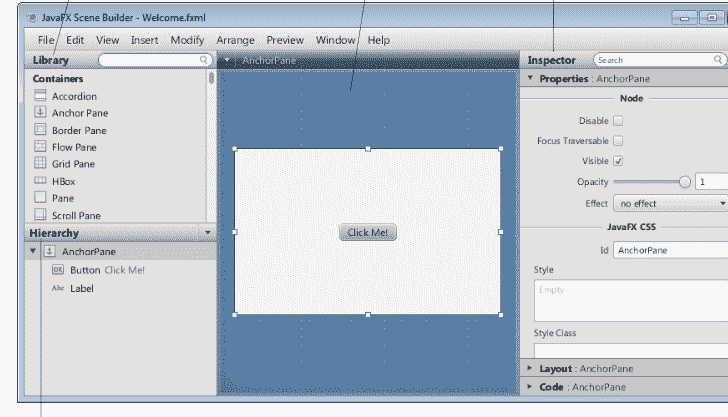 JavaFX Scene Builder - Welcome.fxml
File Edit View Insert Modify Arrange Preview Window Help
Library
Containers
Accordion
Anchor Pane
Border Pane
Flow Pane
Grid Pane
HBox
Pane
Scroll Pane
Hierarchy
AnchorPane
OK Button Click Me!
Abc Label
AnchorPane
Click Me!
Inspector Search
Properties : AnchorPane
Node
Disable
Focus Traversable
Visible
Opacity 1
Effect no effect
JavaFX CSS
Id AnchorPane
Style
Empty
Style Class
Layout : AnchorPane
Code : AnchorPane